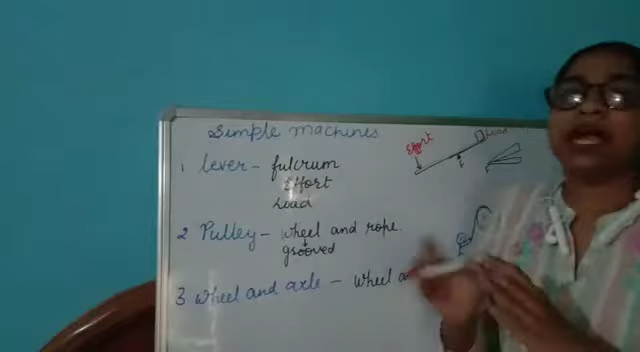 Simple machines
1 Lever - fulcrum
Effort
Load
Effort
Load
2 Pulley - wheel and rope.
grooved
3 wheel and axle - wheel a